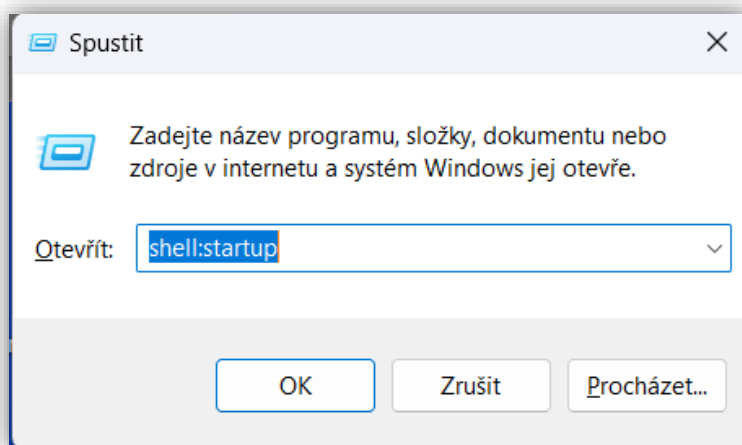 Spustit
Zadejte název programu, složky, dokumentu nebo
zdroje v internetu a systém Windows jej otevře.
Otevřít: shell:startup
OK Zrušit Procházet...